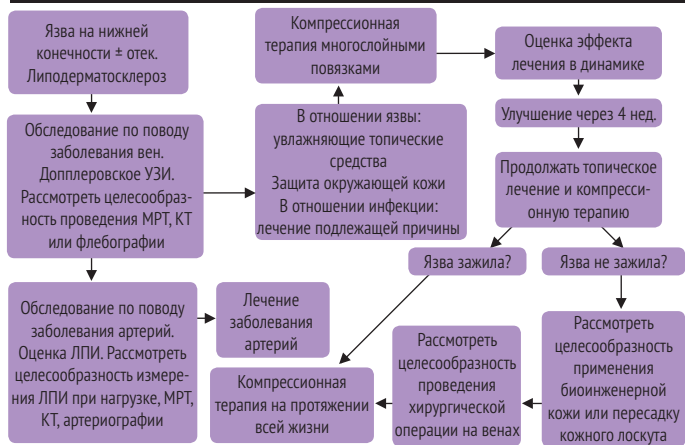 Язва на нижней
конечности ± отек.
Липодерматосклероз
Обследование по поводу
заболевания вен.
Допплеровское УЗИ.
Рассмотреть целесообраз-
ность проведения МРТ, КТ
или флебографии
Обследование по поводу
заболевания артерий.
Оценка ЛПИ. Рассмотреть
целесообразность измере-
ния ЛПИ при нагрузке, МРТ,
КТ, артериографии
Лечение
заболевания
артерий
В отношении язвы:
увлажняющие топические
средства
Защита окружающей кожи
В отношении инфекции:
лечение подлежащей причины
Компрессионная
терапия многослойными
повязками
Оценка эффекта
лечения в динамике
Улучшение через 4 нед.
Продолжать топическое
лечение и компресси-
онную терапию
Язва зажила?
Язва не зажила?
Рассмотреть
целесообразность
применения
биоинженерной
кожи или пересадку
кожного лоскута
Рассмотреть
целесообразность
проведения
хирургической
операции на венах
Компрессионная
терапия на протяжении
всей жизни